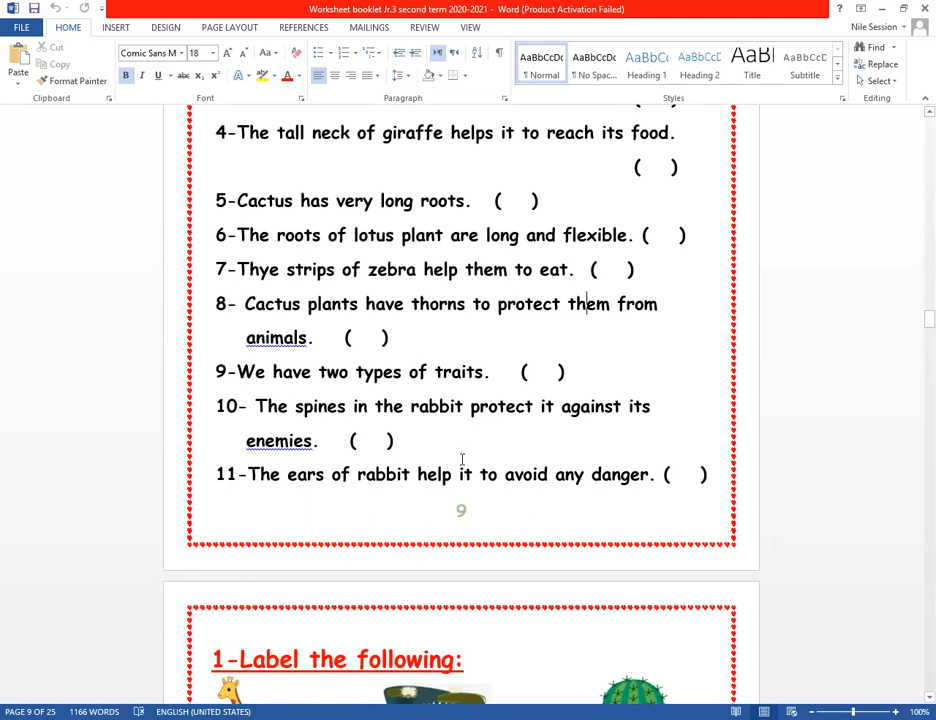 Worksheet booklet Jr.3 second term 2020-2021 - Word (Product Activation Failed)
FILE HOME INSERT DESIGN PAGE LAYOUT REFERENCES MAILINGS REVIEW VIEW Nile Session
Paste Cut Copy Format Painter
Comic Sans M 18
AaBbCcDc AaBbCcDc AaBbCc AaBbCcC AaBl AaBbCcD
¶ Normal ¶ No Spac... Heading 1 Heading 2 Title Subtitle
Find Replace Select
Clipboard Font Paragraph Styles Editing
4-The tall neck of giraffe helps it to reach its food.
( )
5-Cactus has very long roots. ( )
6-The roots of lotus plant are long and flexible. ( )
7-Thye strips of zebra help them to eat. ( )
8- Cactus plants have thorns to protect them from
animals. ( )
9-We have two types of traits. ( )
10- The spines in the rabbit protect it against its
enemies. ( )
11-The ears of rabbit help it to avoid any danger. ( )
9
1-Label the following:
PAGE 9 OF 25 1166 WORDS ENGLISH (UNITED STATES) 100%